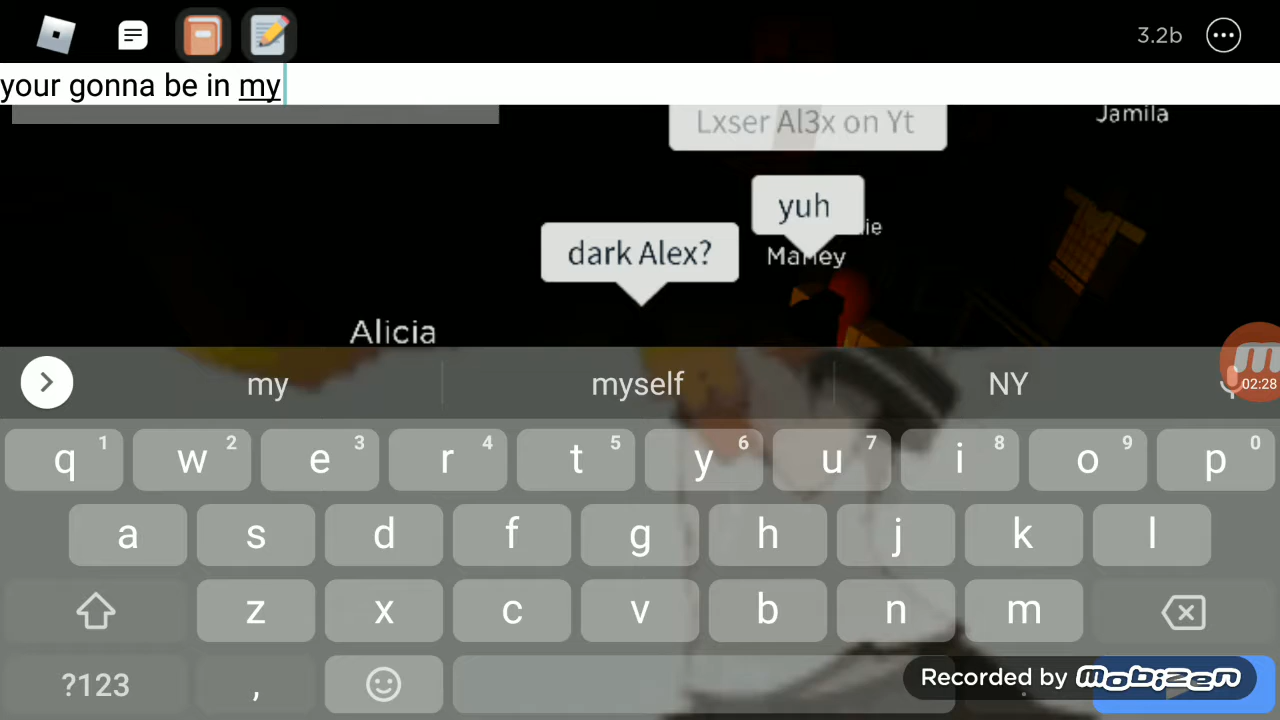 3.2b
your gonna be in my
Jamila
Lxser Al3x on Yt
yuh
ie
Marley
dark Alex?
Alicia
my myself NY
02:28
q 1 w 2 e 3 r 4 t 5 y 6 u 7 i 8 o 9 p 0
a s d f g h j k l
z x c v b n m
?123 , .
Recorded by Mobizen